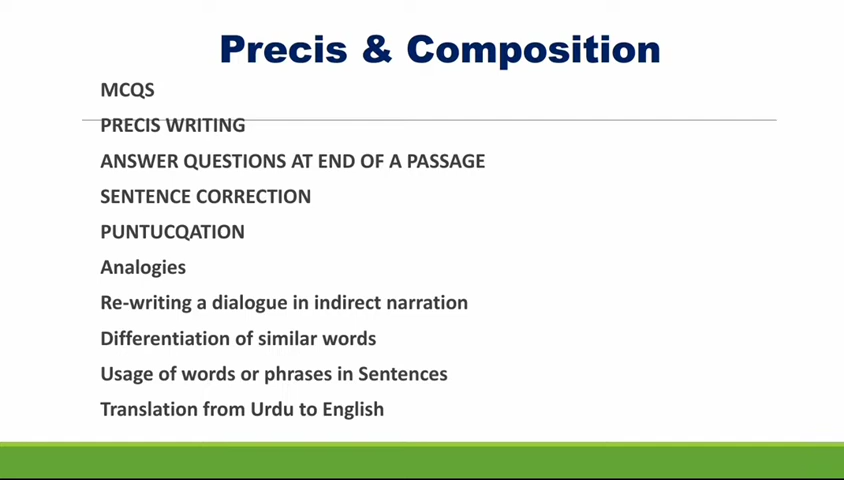 Precis & Composition
MCQS
PRECIS WRITING
ANSWER QUESTIONS AT END OF A PASSAGE
SENTENCE CORRECTION
PUNTUCQATION
Analogies
Re-writing a dialogue in indirect narration
Differentiation of similar words
Usage of words or phrases in Sentences
Translation from Urdu to English